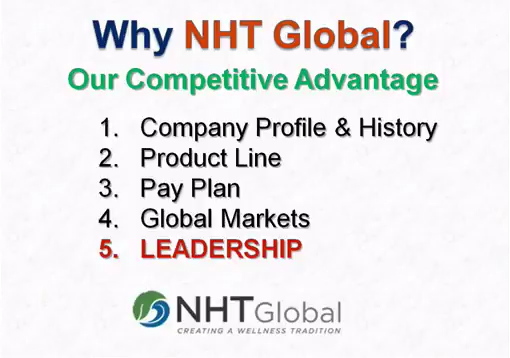 Why NHT Global?
Our Competitive Advantage
1. Company Profile & History
2. Product Line
3. Pay Plan
4. Global Markets
5. LEADERSHIP
NHTGlobal
CREATING A WELLNESS TRADITION